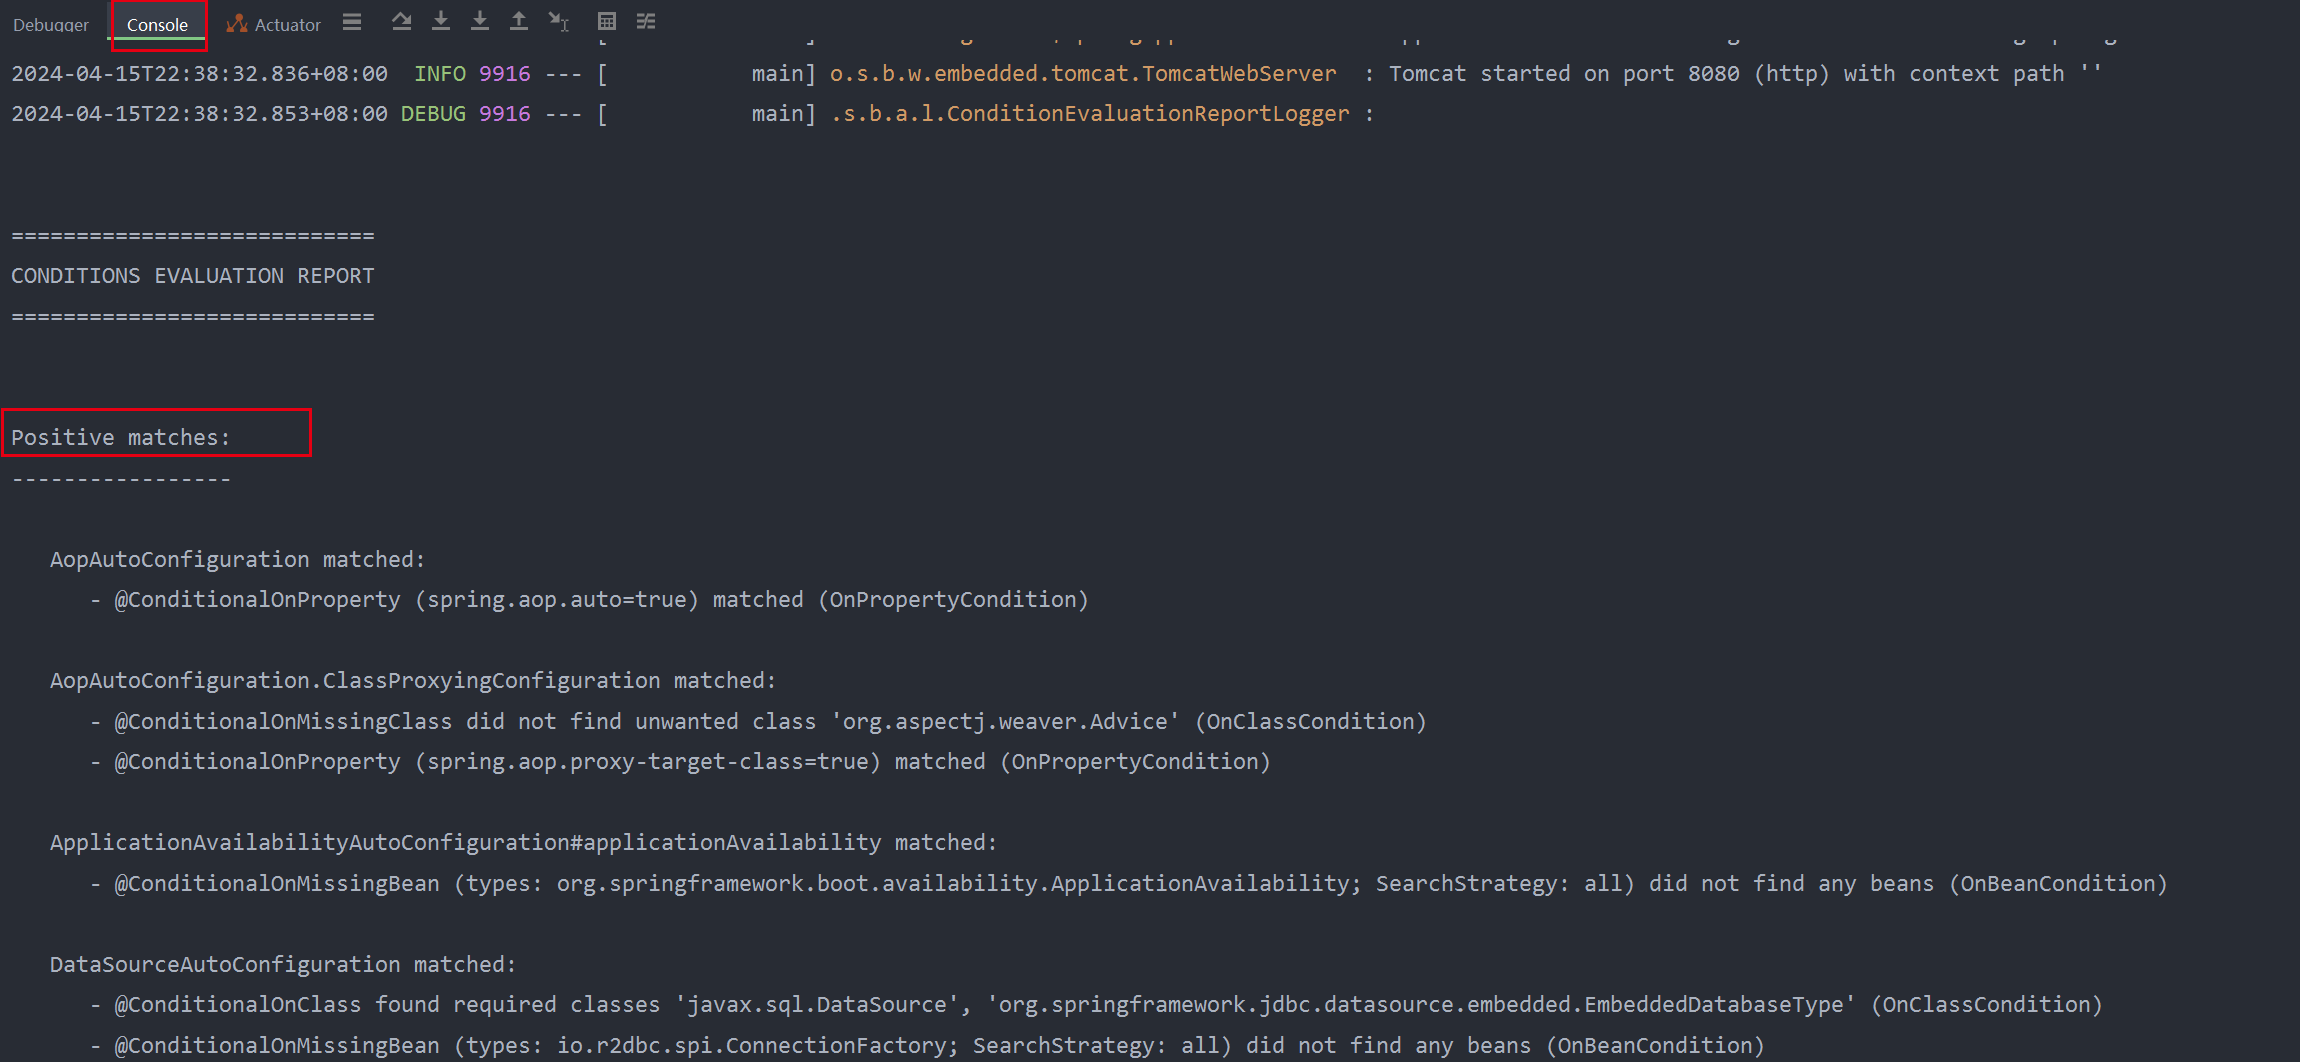 Debugger Console Actuator
2024-04-15T22:38:32.836+08:00  INFO 9916 --- [           main] o.s.b.w.embedded.tomcat.TomcatWebServer  : Tomcat started on port 8080 (http) with context path ''
2024-04-15T22:38:32.853+08:00 DEBUG 9916 --- [           main] .s.b.a.l.ConditionEvaluationReportLogger :
============================
CONDITIONS EVALUATION REPORT
============================
Positive matches:
-----------------
AopAutoConfiguration matched:
- @ConditionalOnProperty (spring.aop.auto=true) matched (OnPropertyCondition)
AopAutoConfiguration.ClassProxyingConfiguration matched:
- @ConditionalOnMissingClass did not find unwanted class 'org.aspectj.weaver.Advice' (OnClassCondition)
- @ConditionalOnProperty (spring.aop.proxy-target-class=true) matched (OnPropertyCondition)
ApplicationAvailabilityAutoConfiguration#applicationAvailability matched:
- @ConditionalOnMissingBean (types: org.springframework.boot.availability.ApplicationAvailability; SearchStrategy: all) did not find any beans (OnBeanCondition)
DataSourceAutoConfiguration matched:
- @ConditionalOnClass found required classes 'javax.sql.DataSource', 'org.springframework.jdbc.datasource.embedded.EmbeddedDatabaseType' (OnClassCondition)
- @ConditionalOnMissingBean (types: io.r2dbc.spi.ConnectionFactory; SearchStrategy: all) did not find any beans (OnBeanCondition)